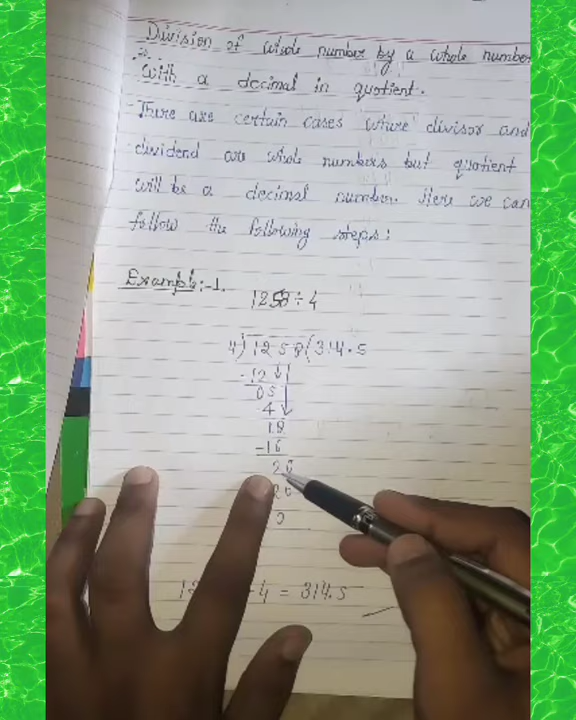 Division of whole number by a whole number
with a decimal in quotient.
There are certain cases where divisor and
dividend are whole numbers but quotient
will be a decimal number. Here we can
follow the following steps:
Example:-1.
1258 ÷ 4
4) 1258 (314.5
-12
05
4
18
-16
20
20
0
4 = 314.5